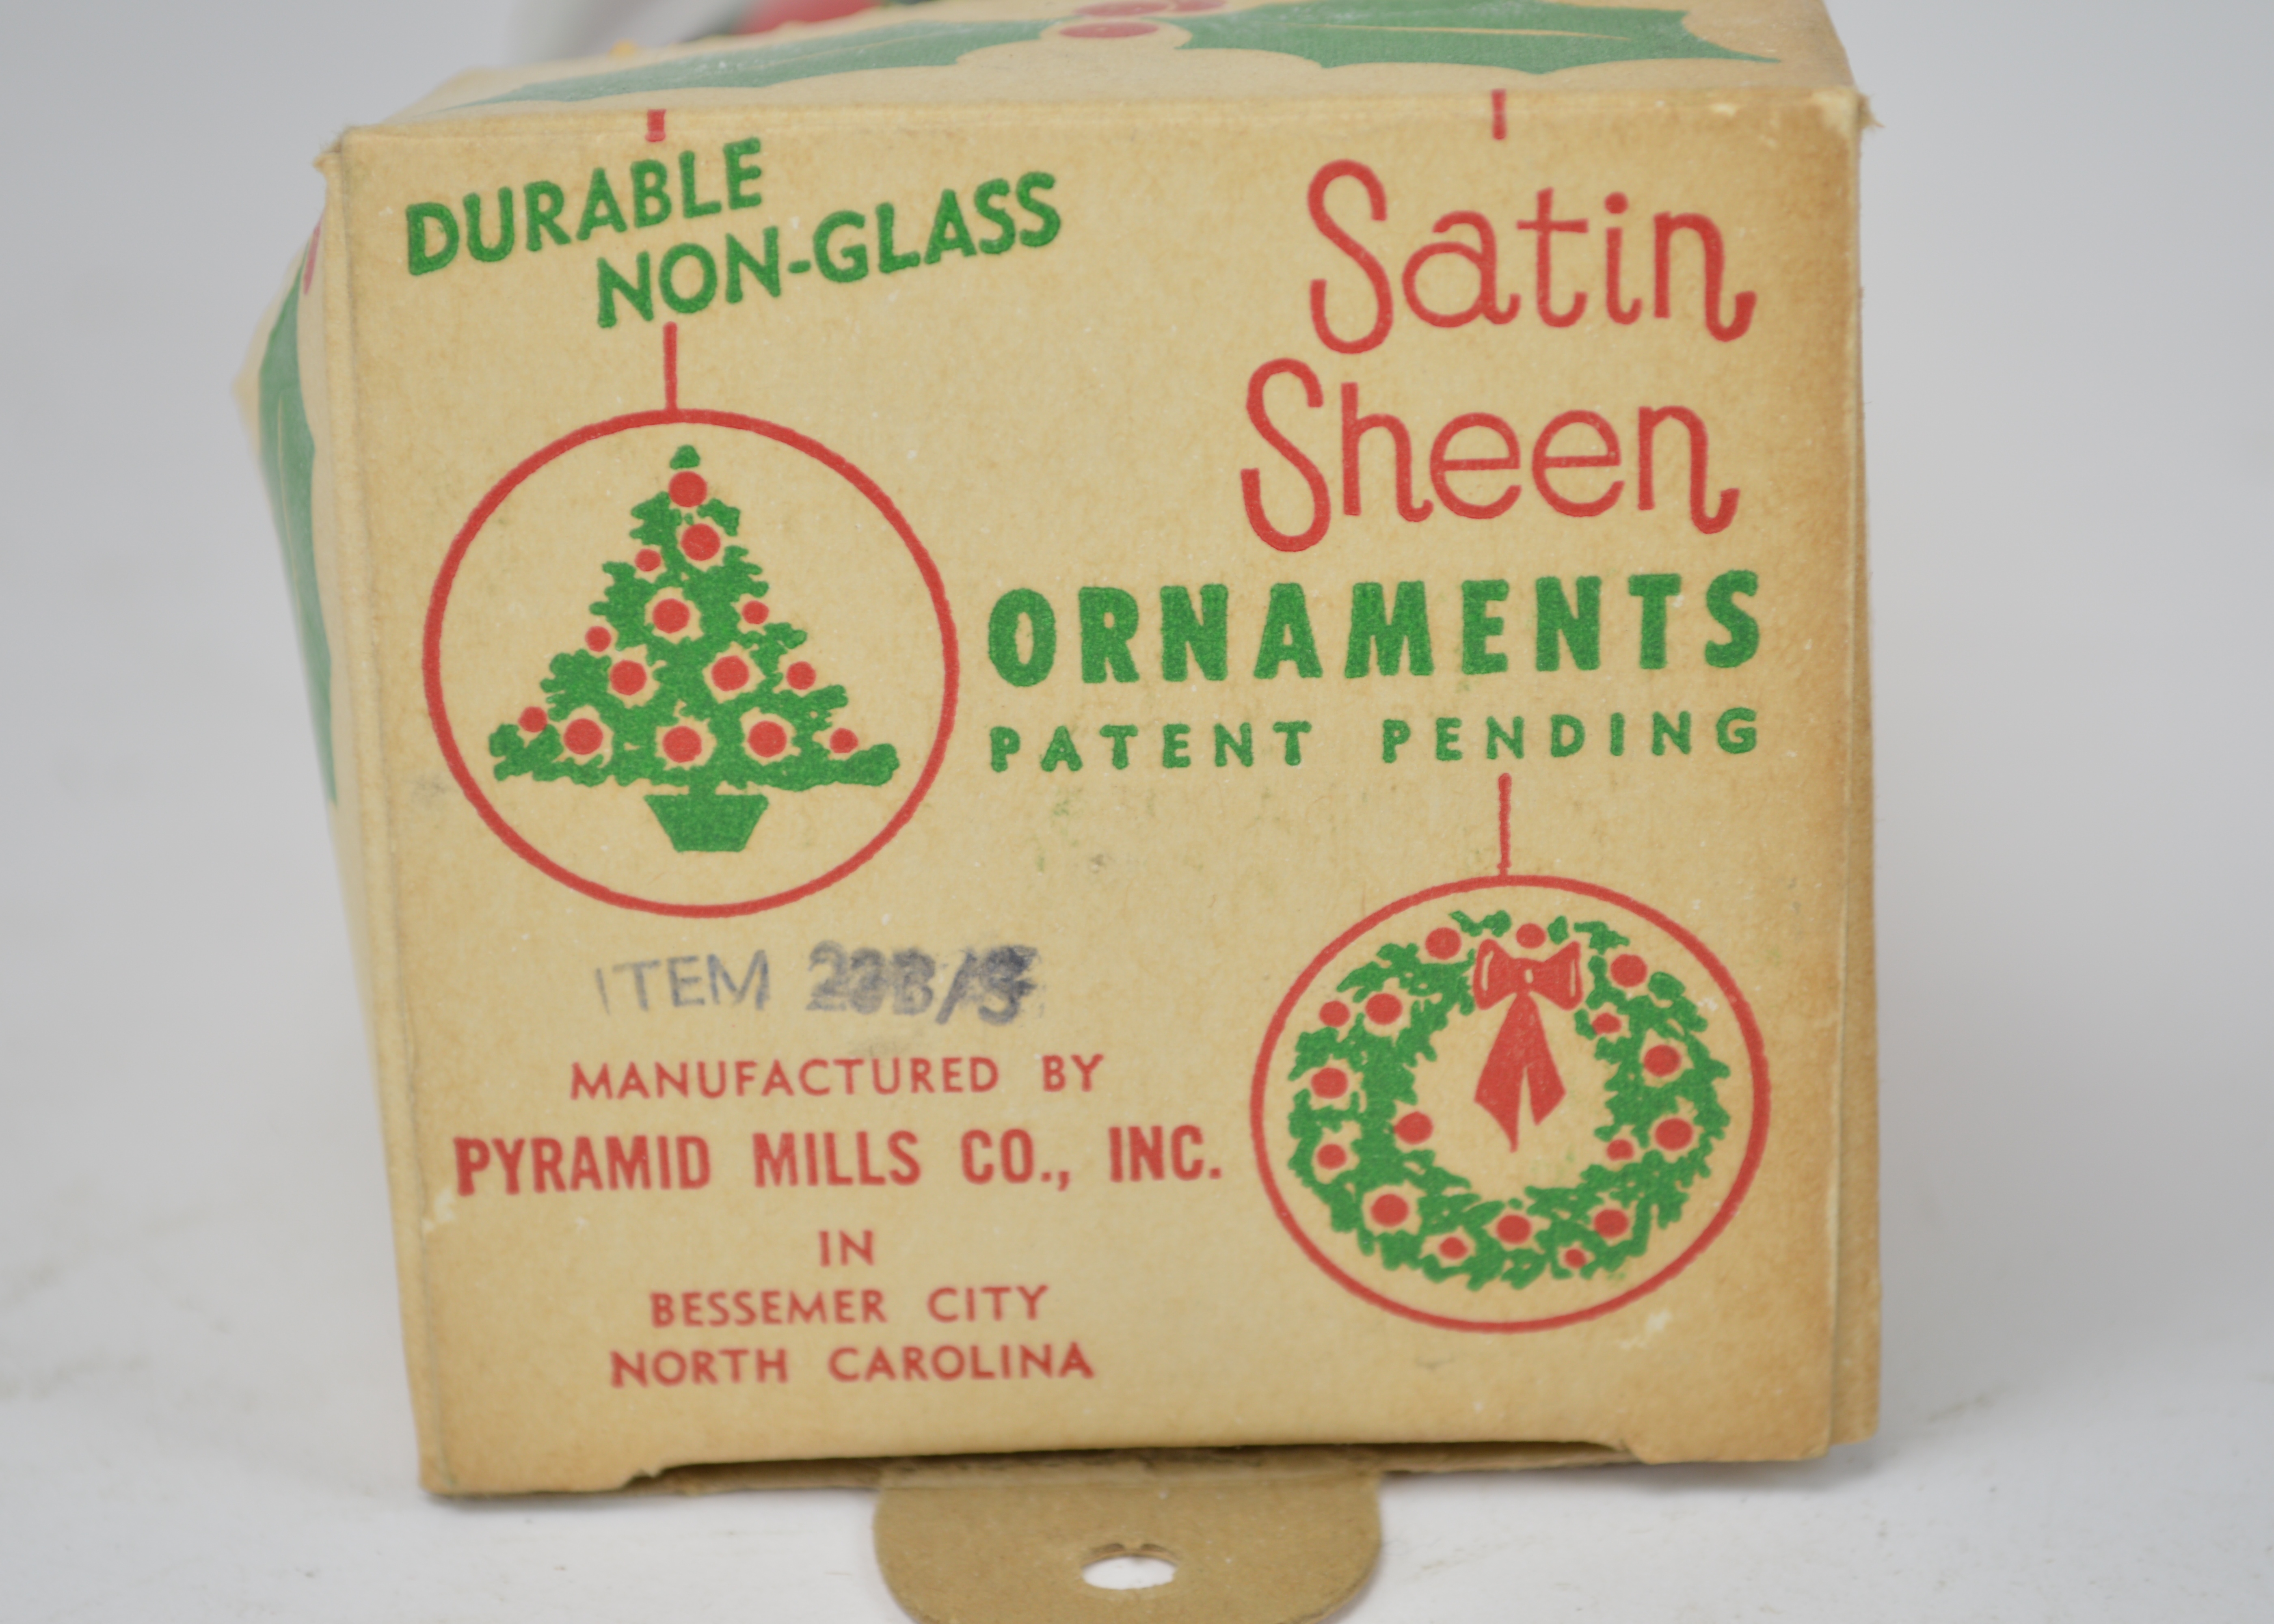 DURABLE
NON-GLASS
Satin
Sheen
ORNAMENTS
PATENT PENDING
ITEM
MANUFACTURED BY
PYRAMID MILLS CO., INC.
IN
BESSEMER CITY
NORTH CAROLINA